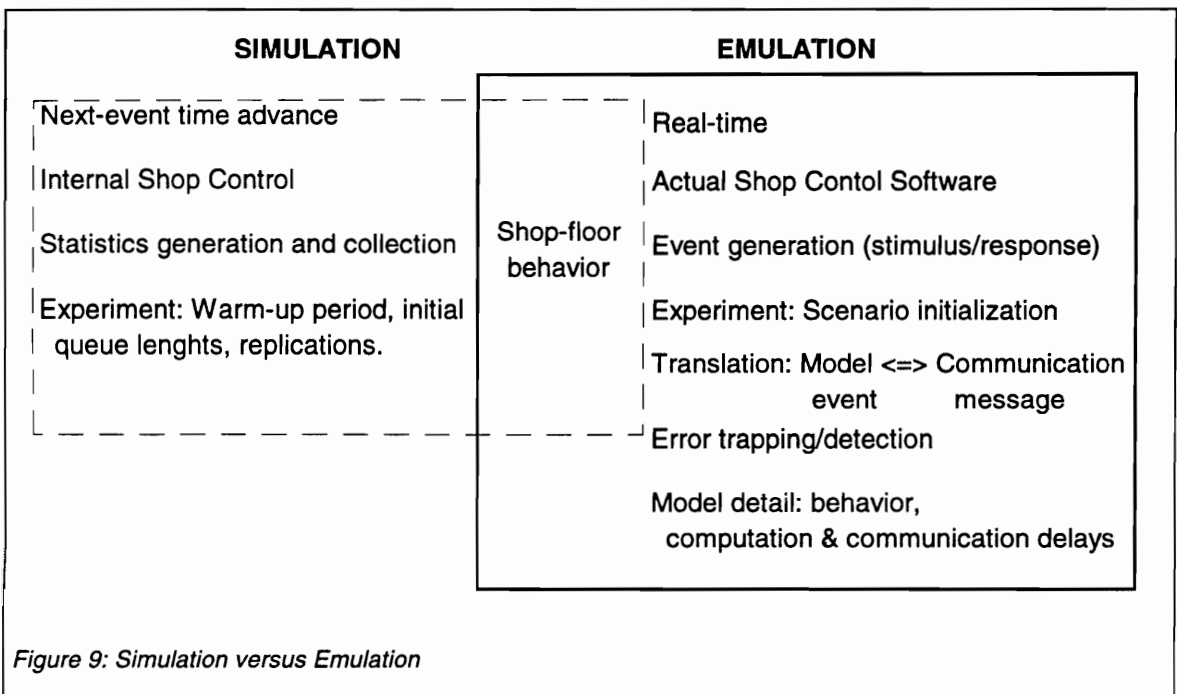 SIMULATION
EMULATION
Next-event time advance
Internal Shop Control
Statistics generation and collection
Experiment: Warm-up period, initial
queue lenghts, replications.
Shop-floor
behavior
Real-time
Actual Shop Contol Software
Event generation (stimulus/response)
Experiment: Scenario initialization
Translation: Model <=> Communication
event message
Error trapping/detection
Model detail: behavior,
computation & communication delays
Figure 9: Simulation versus Emulation